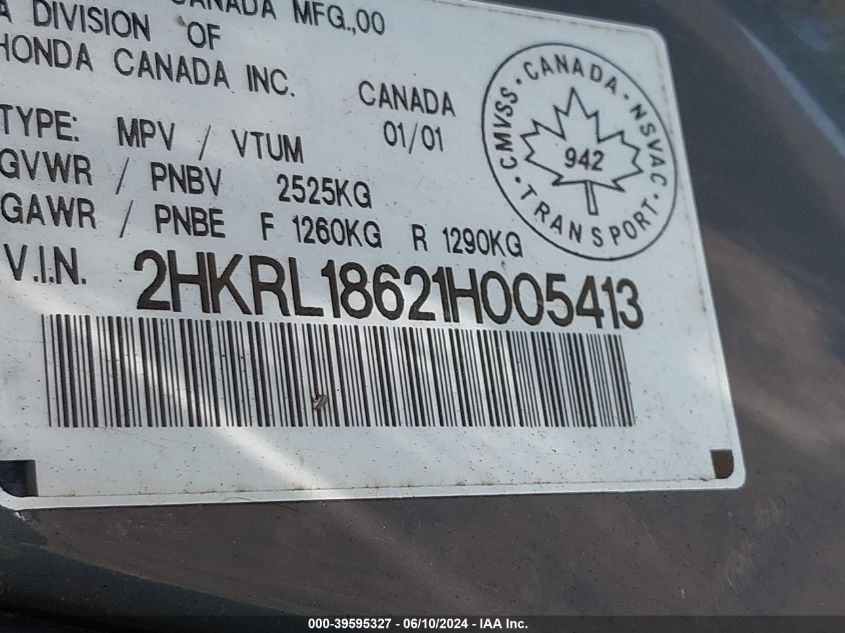 CANADA MFG.,00
A DIVISION OF
HONDA CANADA INC.
CANADA
01/01
TYPE: MPV / VTUM
GVWR / PNBV 2525KG
GAWR / PNBE F 1260KG R 1290KG
V.I.N. 2HKRL18621H005413
CMVSS · CANADA · NSVAC
942
· TRANSPORT ·
000-39595327 - 06/10/2024 - IAA Inc.